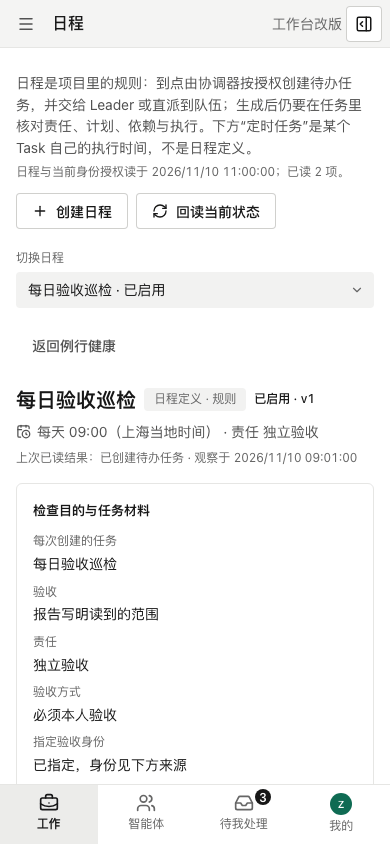 日程
工作台改版
日程是项目里的规则：到点由协调器按授权创建待办任
务，并交给 Leader 或直派到队伍；生成后仍要在任务里
核对责任、计划、依赖与执行。下方“定时任务”是某个
Task 自己的执行时间，不是日程定义。
日程与当前身份授权读于 2026/11/10 11:00:00；已读 2 项。
创建日程
回读当前状态
切换日程
每日验收巡检 · 已启用
返回例行健康
每日验收巡检 日程定义 · 规则 已启用 · v1
每天 09:00（上海当地时间） · 责任 独立验收
上次已读结果：已创建待办任务 · 观察于 2026/11/10 09:01:00
检查目的与任务材料
每次创建的任务
每日验收巡检
验收
报告写明读到的范围
责任
独立验收
验收方式
必须本人验收
指定验收身份
已指定，身份见下方来源
3
z
工作
智能体
待我处理
我的